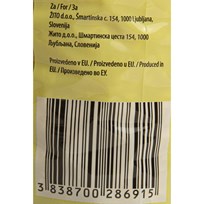 Za / For / За
ŽITO d.o.o., Šmartinska c. 154, 1000 Ljubljana,
Slovenija
Жито д.о.о., Шмартинска цеста 154, 1000
Љубљана, Словенија
Proizvedeno v EU. / Proizvedeno u EU. / Produced in
EU. / Произведено во ЕУ.
3 838700 286915